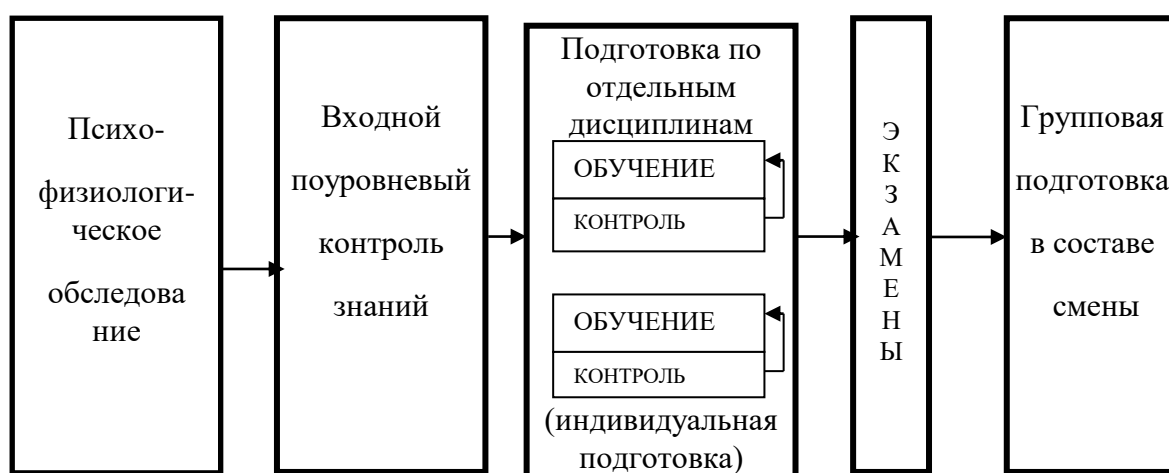 Психо-
физиологи-
ческое
обследова
ние
Входной
поуровневый
контроль
знаний
Подготовка по
отдельным
дисциплинам
ОБУЧЕНИЕ
КОНТРОЛЬ
ОБУЧЕНИЕ
КОНТРОЛЬ
(индивидуальная
подготовка)
Э
К
З
А
М
Е
Н
Ы
Групповая
подготовка
в составе
смены